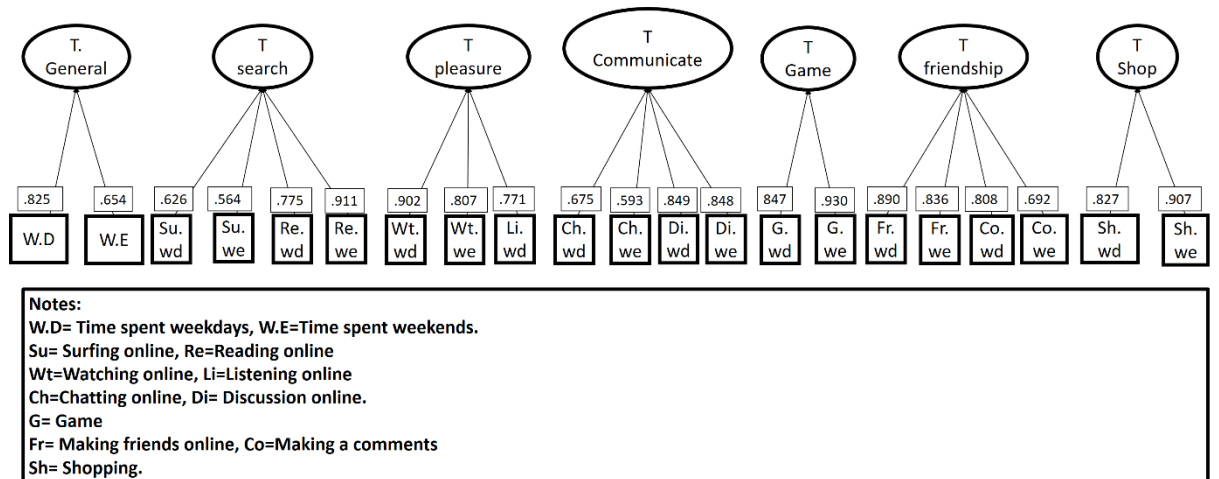 T.
General
T
search
T
pleasure
T
Communicate
T
Game
T
friendship
T
Shop
.825 .654 .626 .564 .775 .911 .902 .807 .771 .675 .593 .849 .848 847 .930 .890 .836 .808 .692 .827 .907
W.D W.E Su. Su. Re. Re. Wt. Wt. Li. Ch. Ch. Di. Di. G. G. Fr. Fr. Co. Co. Sh. Sh.
wd we wd we wd we wd wd we wd we wd we wd we wd we wd we
Notes:
W.D= Time spent weekdays, W.E=Time spent weekends.
Su= Surfing online, Re=Reading online
Wt=Watching online, Li=Listening online
Ch=Chatting online, Di= Discussion online.
G= Game
Fr= Making friends online, Co=Making a comments
Sh= Shopping.